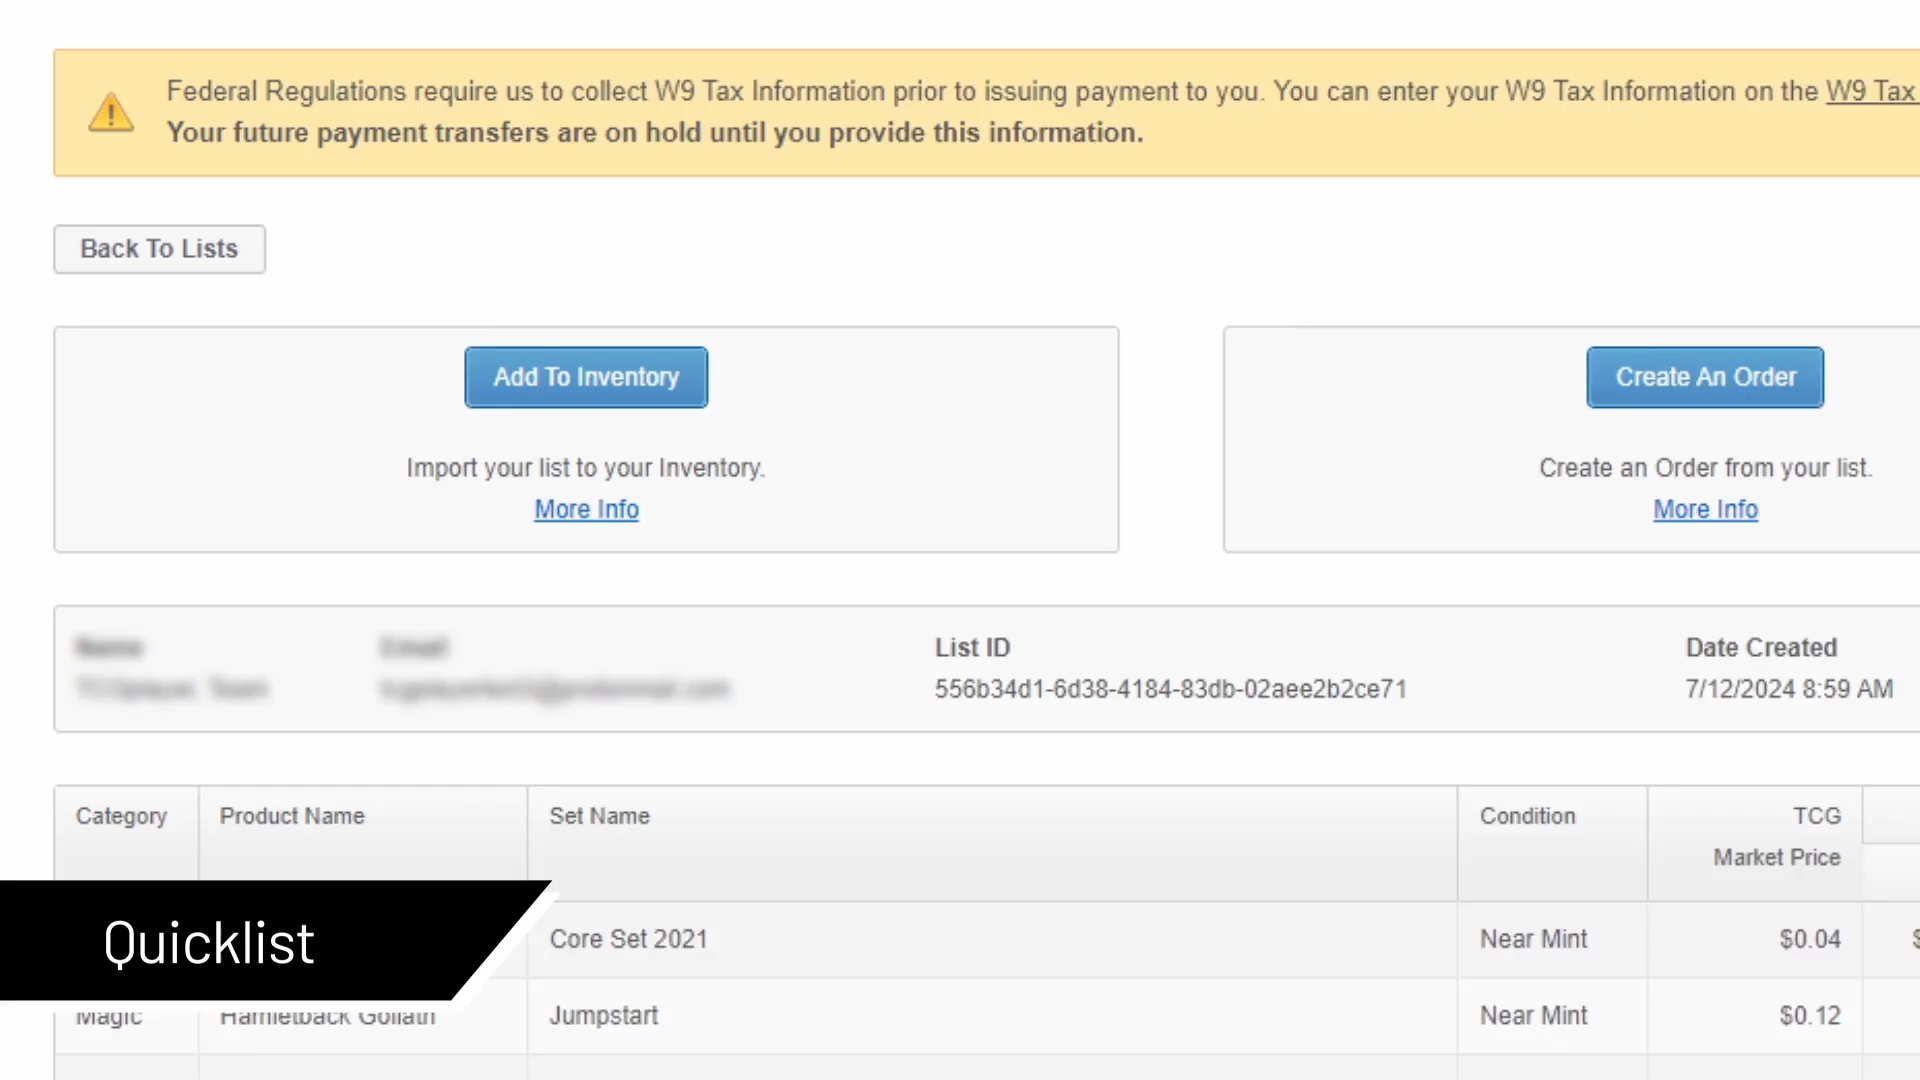 Federal Regulations require us to collect W9 Tax Information prior to issuing payment to you. You can enter your W9 Tax Information on the W9 Tax
Your future payment transfers are on hold until you provide this information.
Back To Lists
Add To Inventory
Create An Order
Import your list to your Inventory.
Create an Order from your list.
More Info
More Info
List ID
Date Created
556b34d1-6d38-4184-83db-02aee2b2ce71
7/12/2024 8:59 AM
Category
Product Name
Set Name
Condition
TCG
Market Price
Quicklist
Core Set 2021
Near Mint
$0.04
Magic
Hamletback Goliath
Jumpstart
Near Mint
$0.12